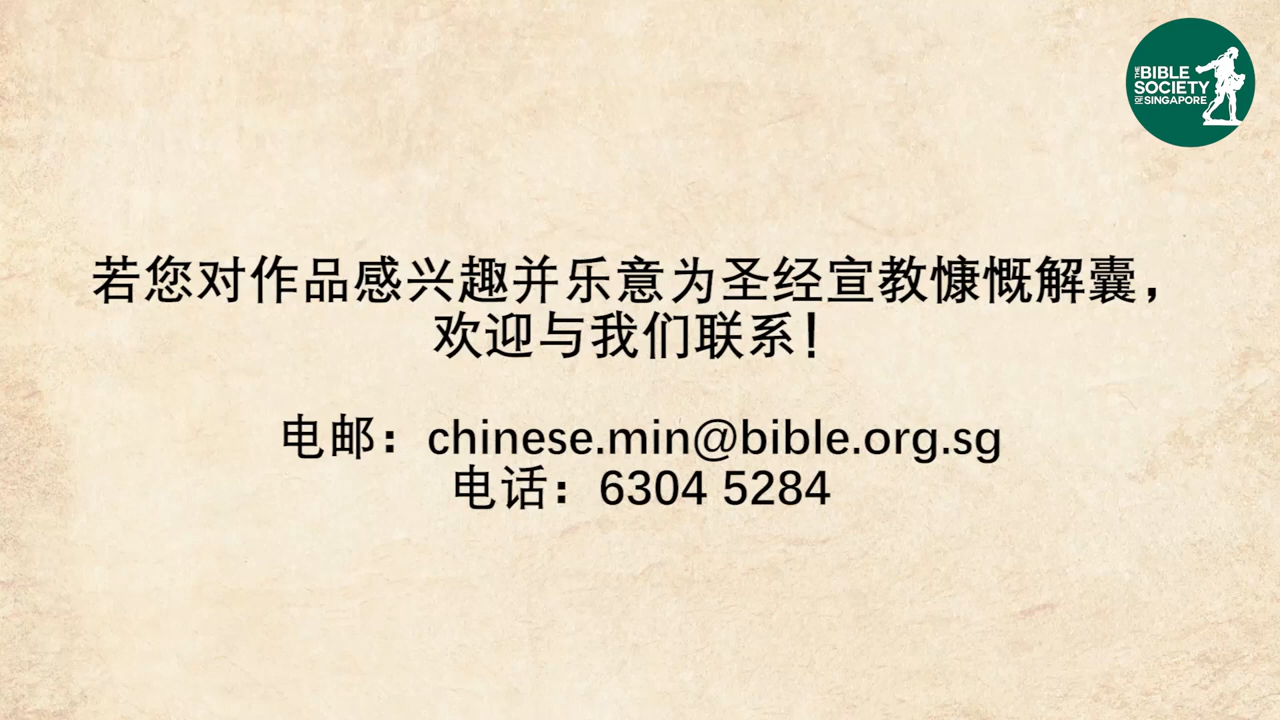 THE BIBLE
SOCIETY
OF SINGAPORE
若您对作品感兴趣并乐意为圣经宣教慷慨解囊，
欢迎与我们联系！
电邮：chinese.min@bible.org.sg
电话：6304 5284